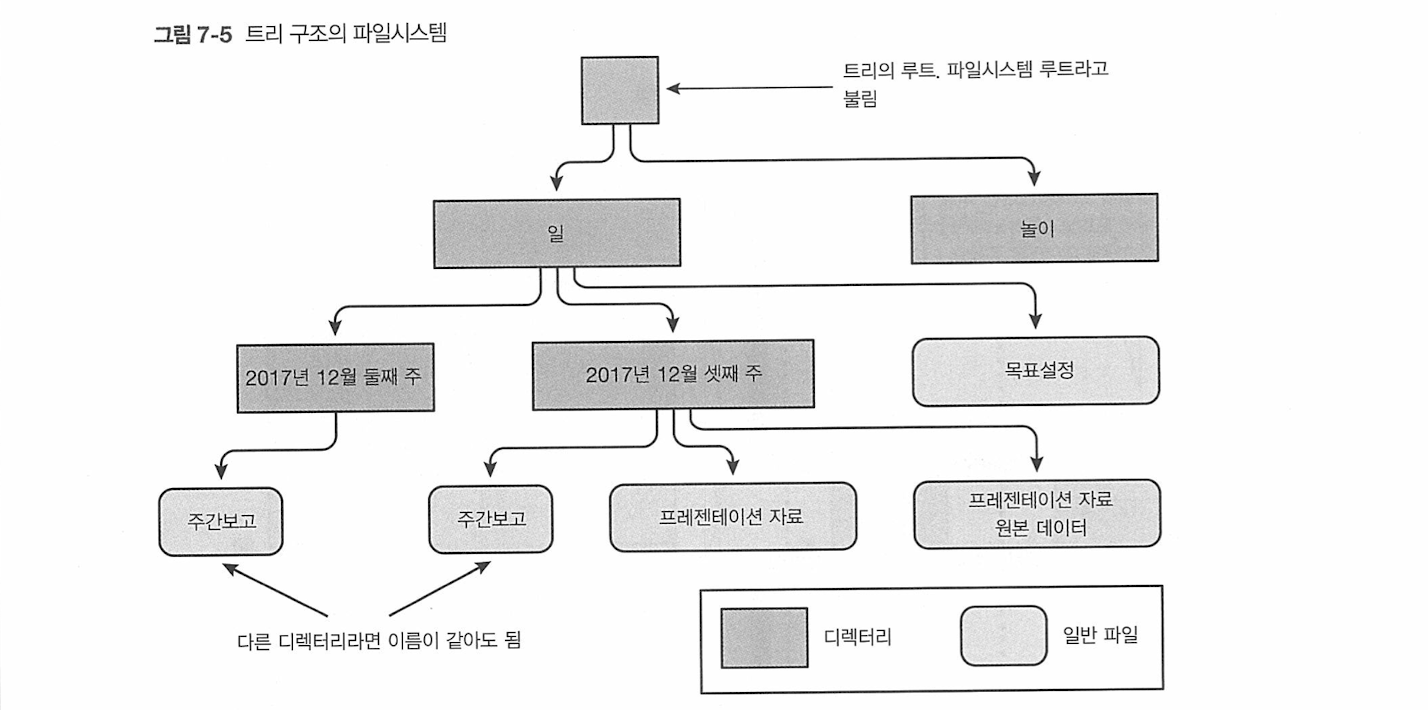 그림 7-5 트리 구조의 파일시스템
트리의 루트. 파일시스템 루트라고
불림
일
놀이
2017년 12월 둘째 주
2017년 12월 셋째 주
목표설정
주간보고
주간보고
프레젠테이션 자료
프레젠테이션 자료
원본 데이터
다른 디렉터리라면 이름이 같아도 됨
디렉터리
일반 파일